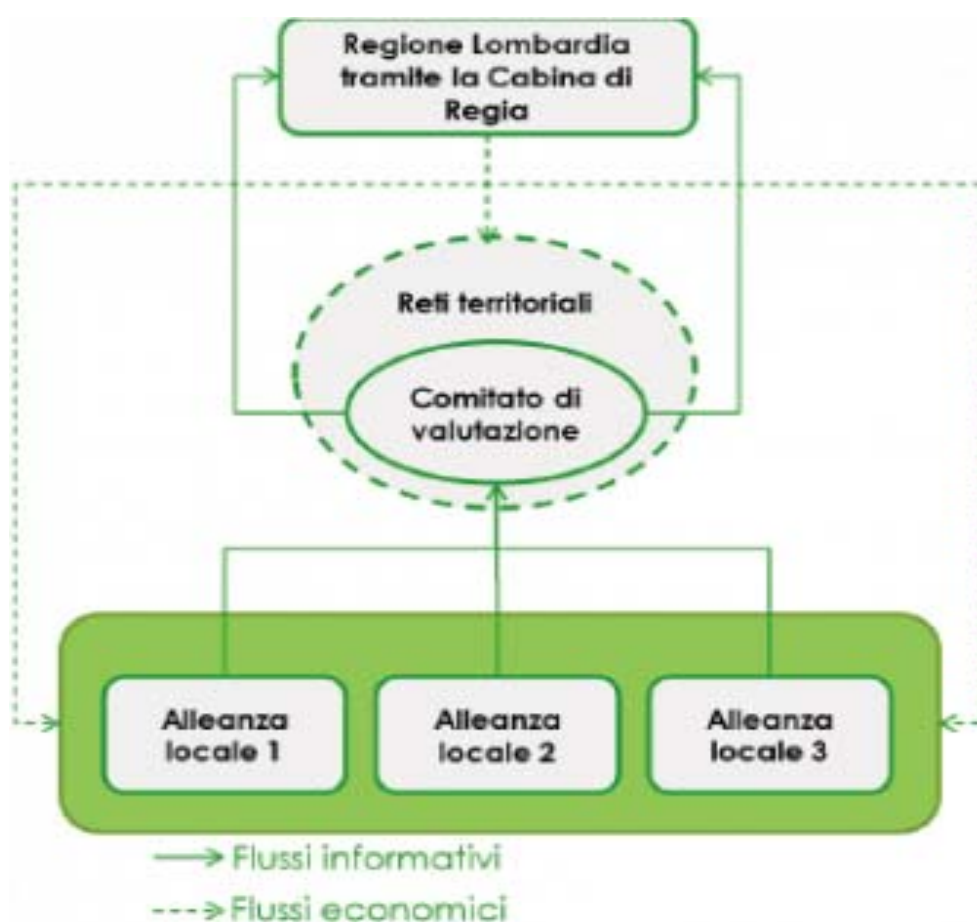 Regione Lombardia
tramite la Cabina di
Regia
Reti territoriali
Comitato di
valutazione
Alleanza
locale 1
Alleanza
locale 2
Alleanza
locale 3
Flussi informativi
Flussi economici